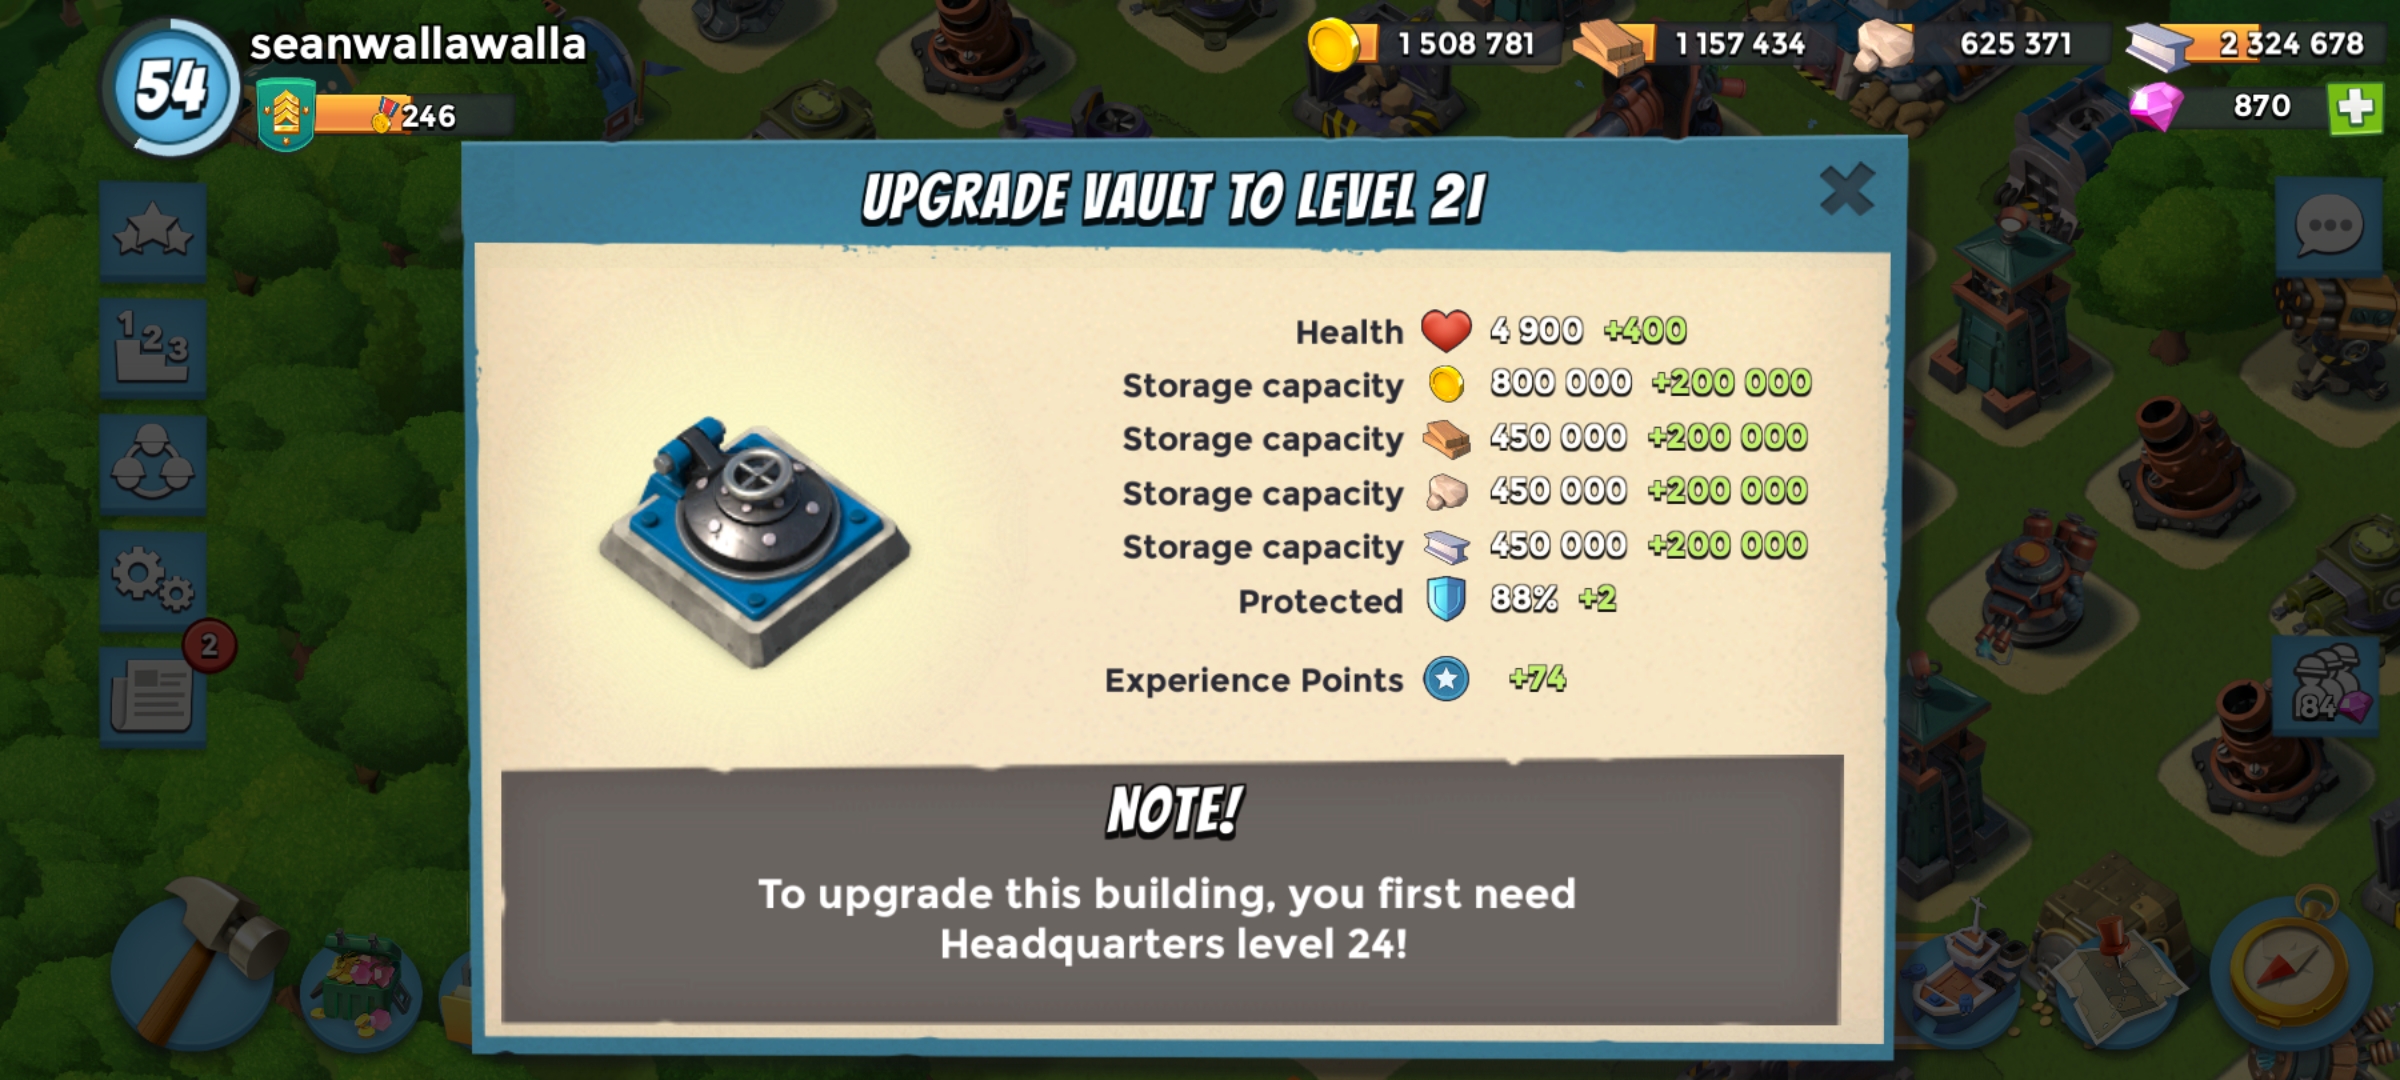 54
seanwallawalla
246
1 508 781
1 157 434
625 371
2 324 678
870
UPGRADE VAULT TO LEVEL 21
Health 4 900 +400
Storage capacity 800 000 +200 000
Storage capacity 450 000 +200 000
Storage capacity 450 000 +200 000
Storage capacity 450 000 +200 000
Protected 88% +2
Experience Points +74
1 2 3
2
84
NOTE!
To upgrade this building, you first need
Headquarters level 24!